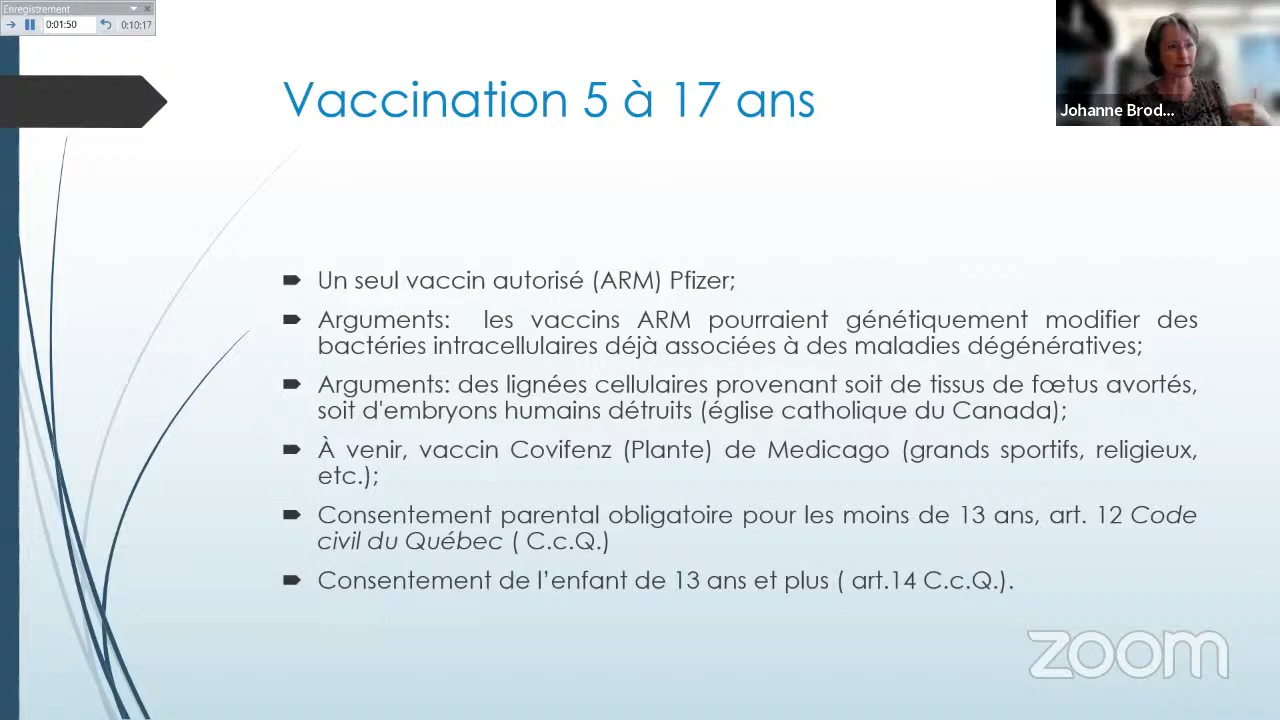 Enregistrement
0:01:50
0:10:17
Vaccination 5 à 17 ans
Johanne Brod...
Un seul vaccin autorisé (ARM) Pfizer;
Arguments: les vaccins ARM pourraient génétiquement modifier des
bactéries intracellulaires déjà associées à des maladies dégénératives;
Arguments: des lignées cellulaires provenant soit de tissus de fœtus avortés,
soit d'embryons humains détruits (église catholique du Canada);
À venir, vaccin Covifenz (Plante) de Medicago (grands sportifs, religieux,
etc.);
Consentement parental obligatoire pour les moins de 13 ans, art. 12 Code
civil du Québec ( C.c.Q.)
Consentement de l’enfant de 13 ans et plus ( art.14 C.c.Q.).
zoom